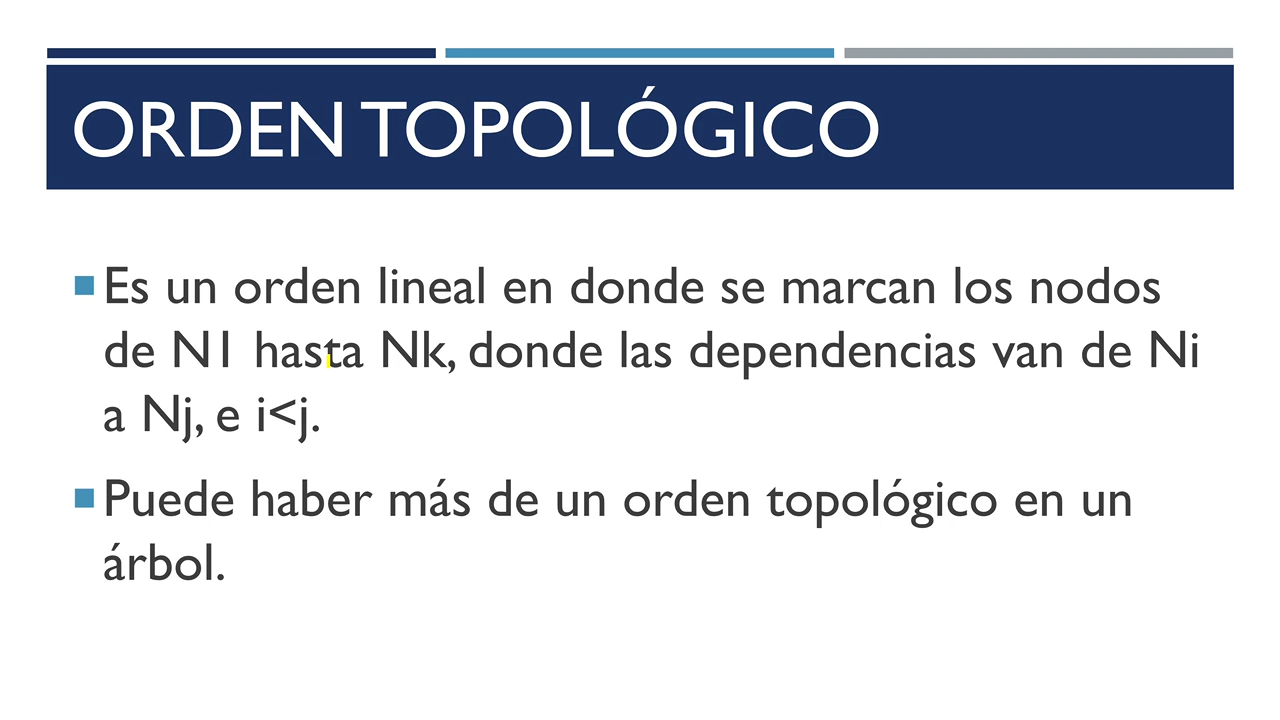 ORDEN TOPOLÓGICO
Es un orden lineal en donde se marcan los nodos
de N1 hasta Nk, donde las dependencias van de Ni
a Nj, e i<j.
Puede haber más de un orden topológico en un
árbol.